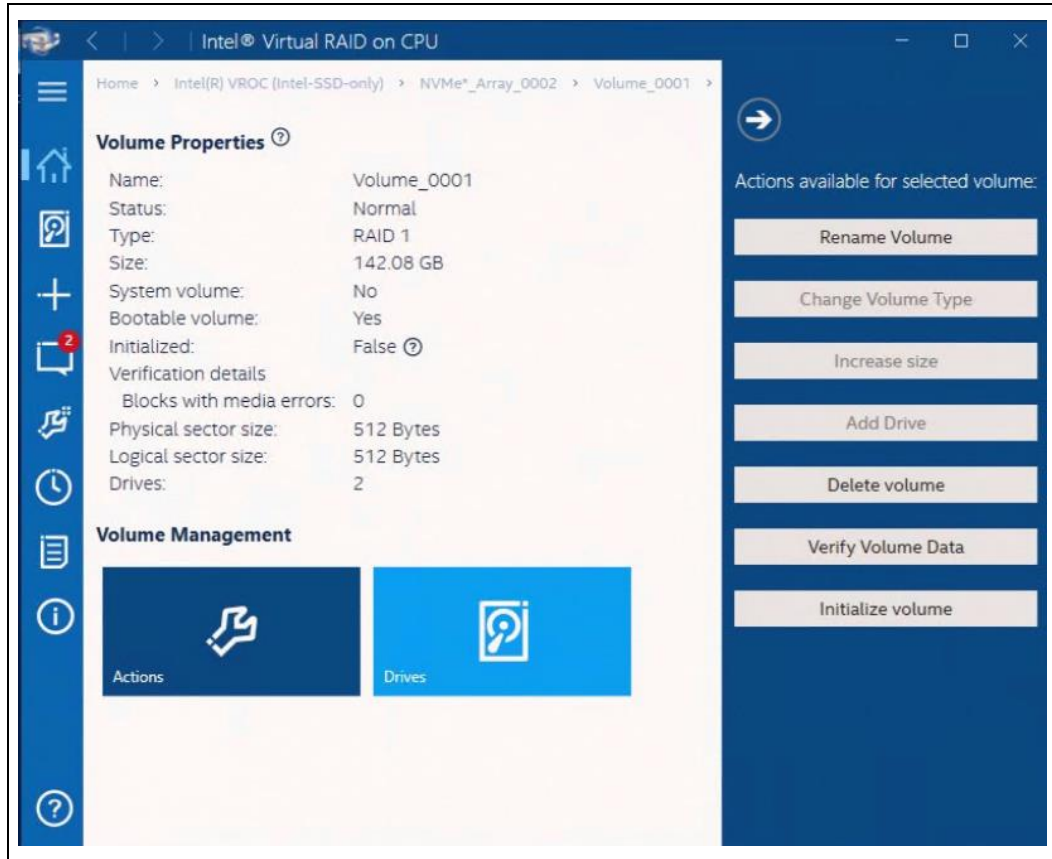 Intel® Virtual RAID on CPU
Home > Intel(R) VROC (Intel-SSD-only) > NVMe*_Array_0002 > Volume_0001 >
Volume Properties ?
Name: Volume_0001
Status: Normal
Type: RAID 1
Size: 142.08 GB
System volume: No
Bootable volume: Yes
Initialized: False ?
Verification details
Blocks with media errors: 0
Physical sector size: 512 Bytes
Logical sector size: 512 Bytes
Drives: 2
Volume Management
Actions
Drives
2
Actions available for selected volume:
Rename Volume
Change Volume Type
Increase size
Add Drive
Delete volume
Verify Volume Data
Initialize volume